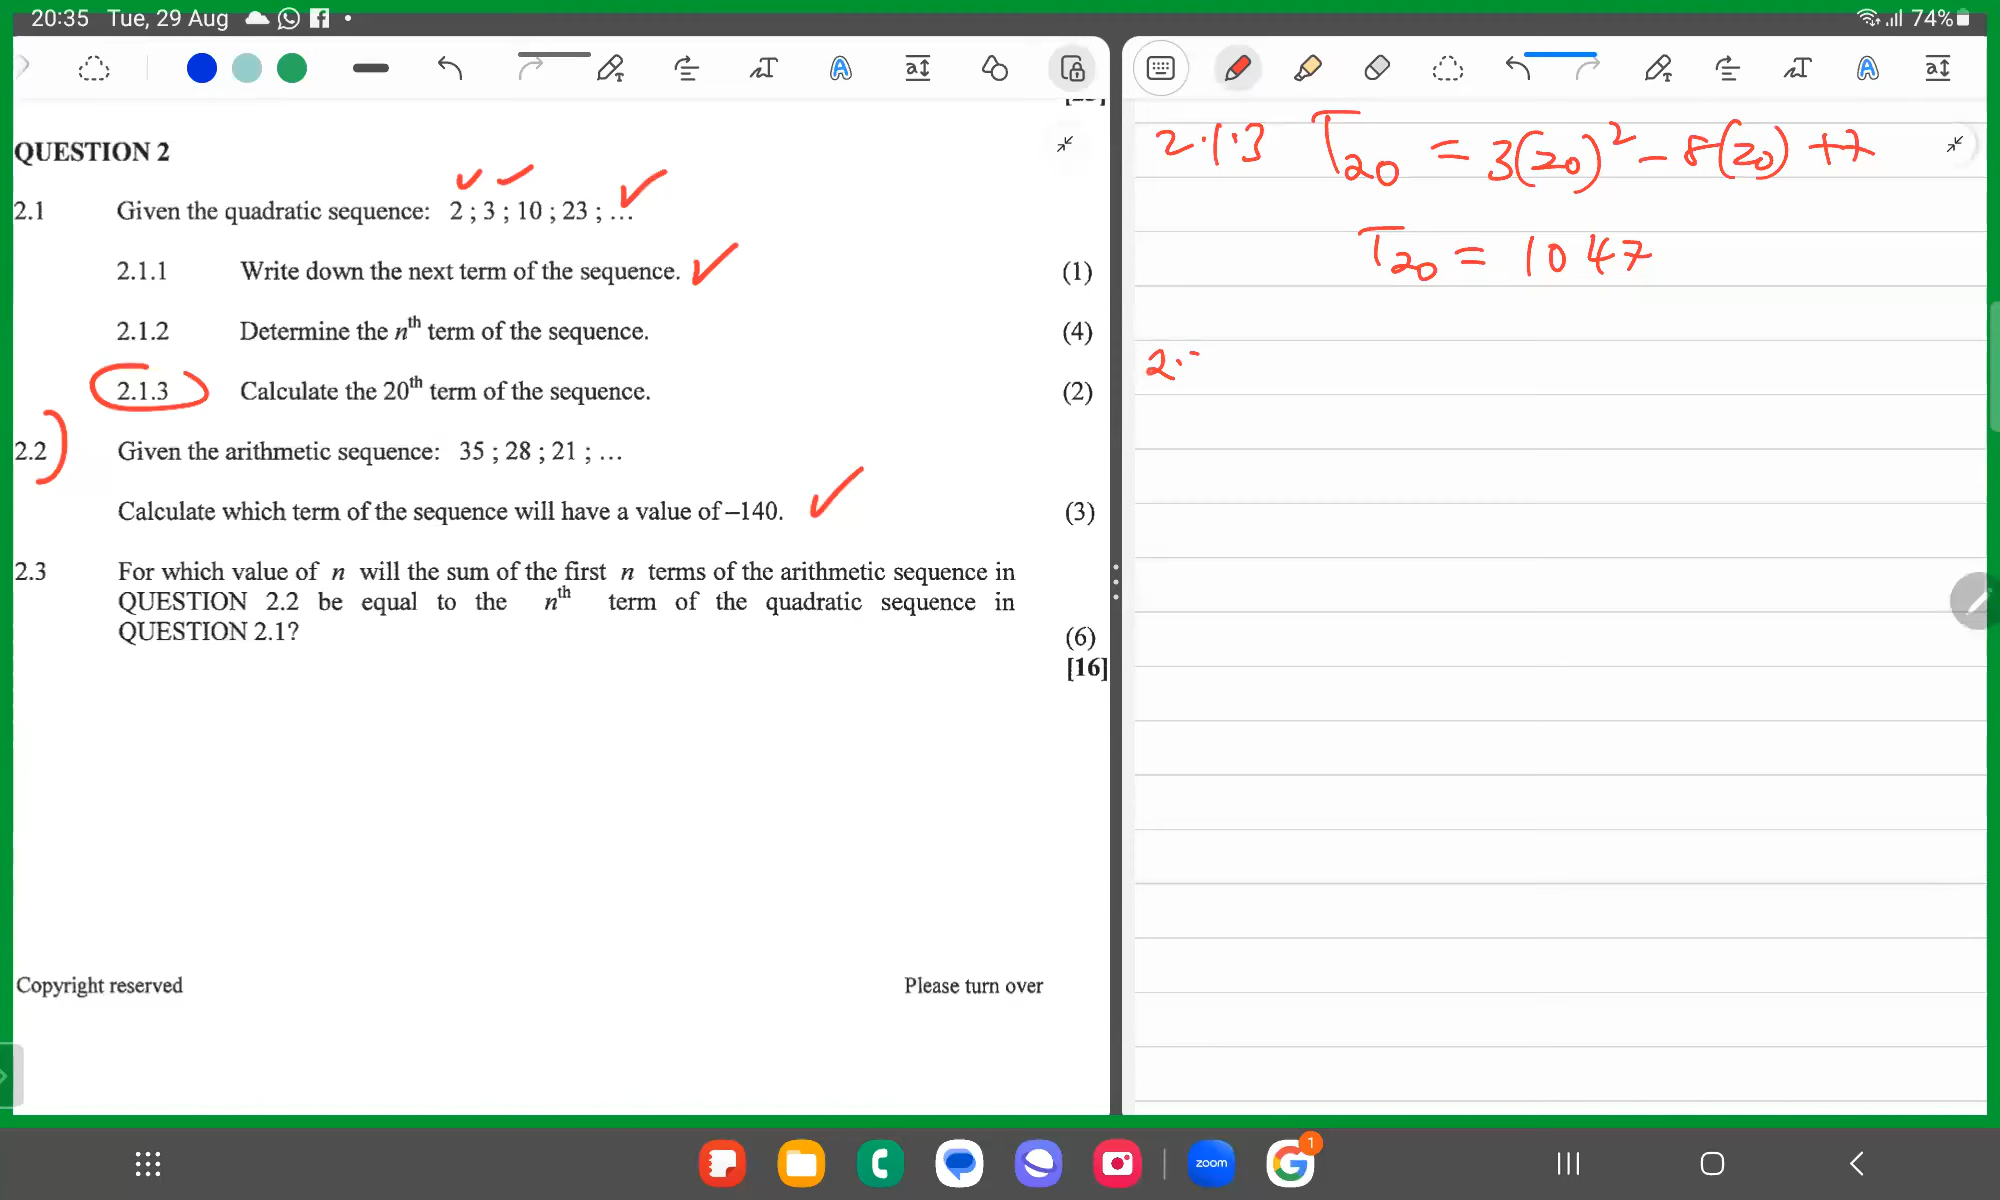 20:35 Tue, 29 Aug
74%
QUESTION 2
2.1 Given the quadratic sequence: 2 ; 3 ; 10 ; 23 ; ...
2.1.1 Write down the next term of the sequence. (1)
2.1.2 Determine the nth term of the sequence. (4)
2.1.3 Calculate the 20th term of the sequence. (2)
2.2 Given the arithmetic sequence: 35 ; 28 ; 21 ; ...
Calculate which term of the sequence will have a value of –140. (3)
2.3 For which value of n will the sum of the first n terms of the arithmetic sequence in
QUESTION 2.2 be equal to the nth term of the quadratic sequence in
QUESTION 2.1? (6)
[16]
Copyright reserved Please turn over
2.1.3 T20 = 3(20)² - 8(20) + 7
T20 = 1047
2.
zoom
1